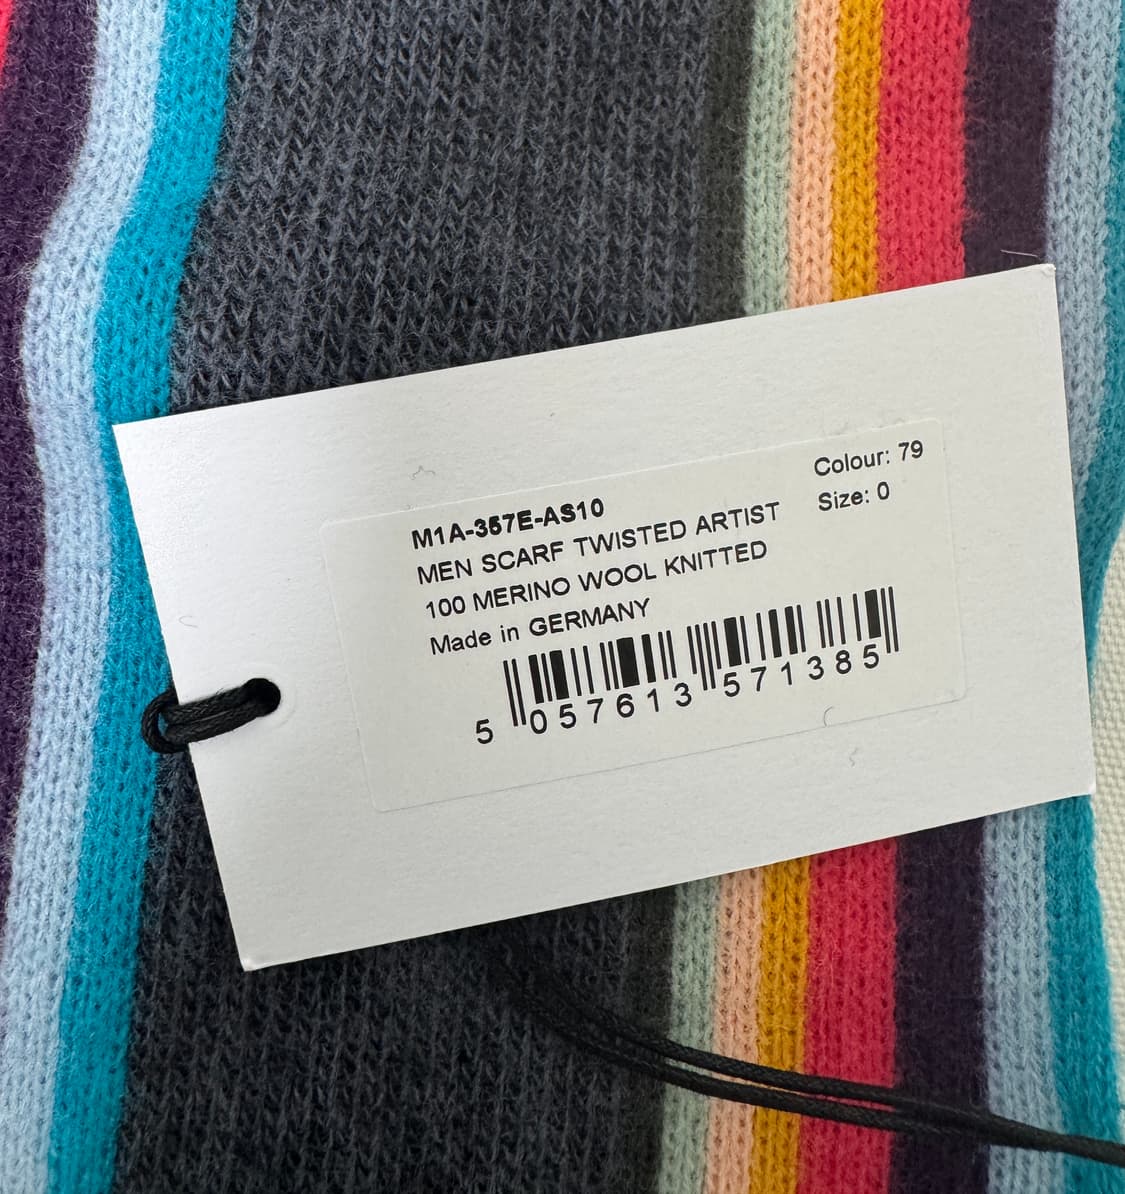 M1A-357E-AS10
Colour: 79
MEN SCARF TWISTED ARTIST
Size: 0
100 MERINO WOOL KNITTED
Made in GERMANY
5 057613 571385